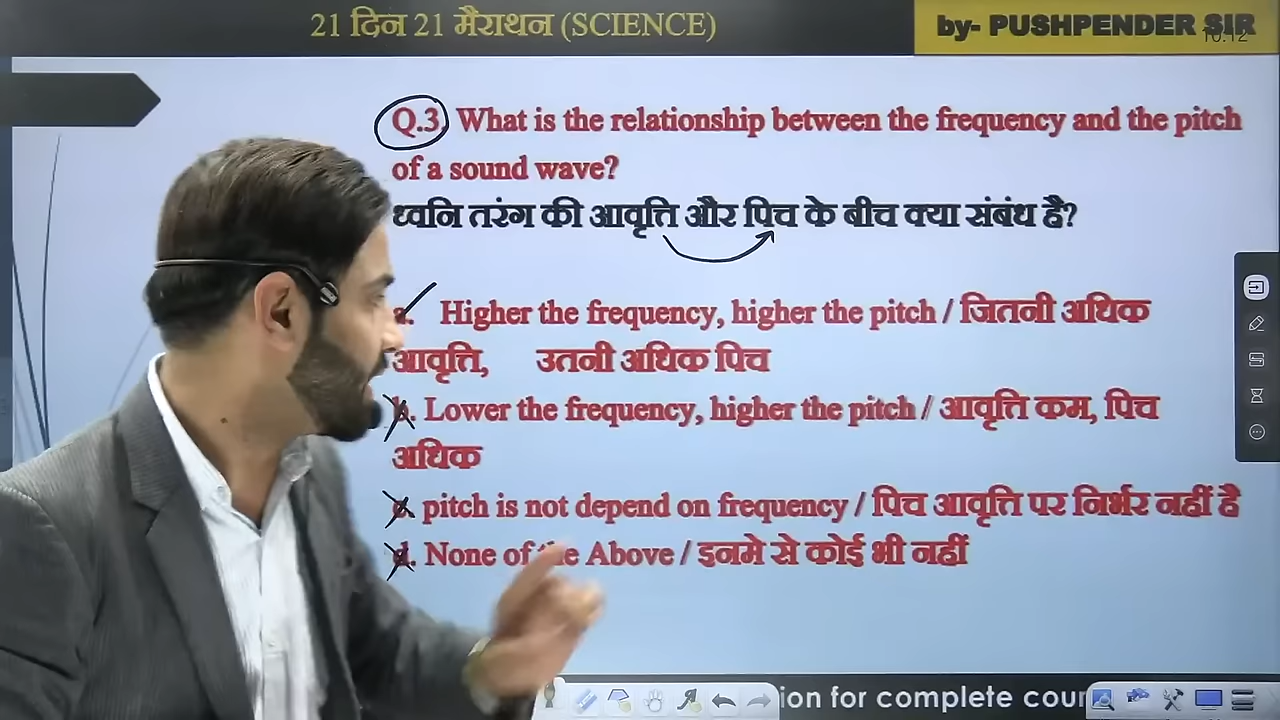 21 दिन 21 मैराथन (SCIENCE)
by- PUSHPENDER SIR
10:12
Q.3 What is the relationship between the frequency and the pitch
of a sound wave?
ध्वनि तरंग की आवृत्ति और पिच के बीच क्या संबंध है?
a. Higher the frequency, higher the pitch / जितनी अधिक
आवृत्ति, उतनी अधिक पिच
b. Lower the frequency, higher the pitch / आवृत्ति कम, पिच
अधिक
c. pitch is not depend on frequency / पिच आवृत्ति पर निर्भर नहीं है
d. None of the Above / इनमे से कोई भी नहीं
ion for complete cour